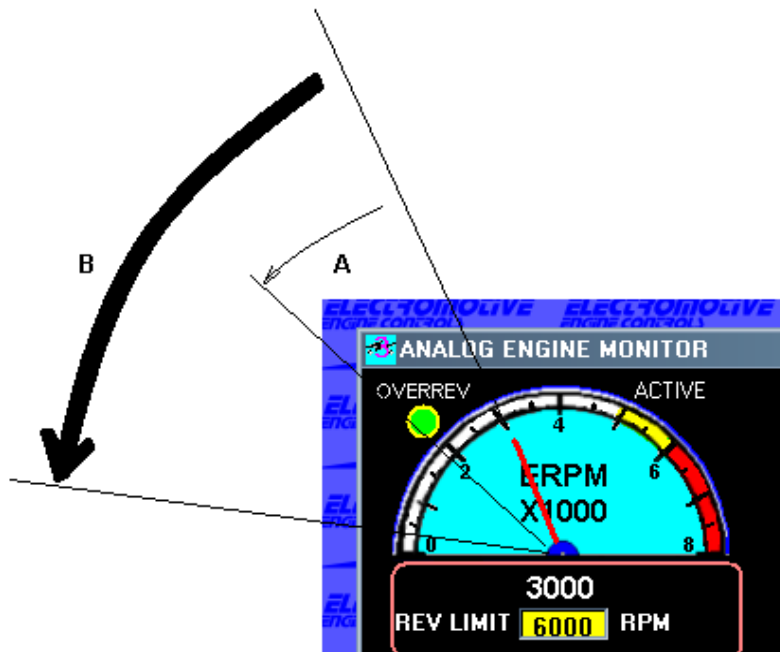 B
A
ELECTROMOTIVE ELECTROMOTIVE
ENGINE CONTROLS ENGINE CONTROLS
ANALOG ENGINE MONITOR
OVERREV ACTIVE
0 2 4 6 8
ERPM
X1000
3000
REV LIMIT 6000 RPM